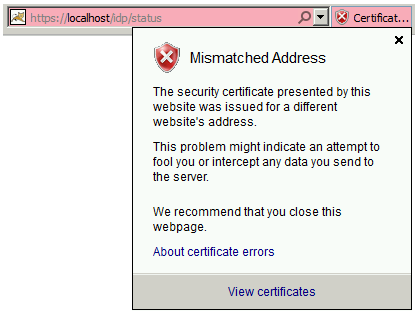 https://localhost/idp/status
Certificat...
Mismatched Address
The security certificate presented by this
website was issued for a different
website's address.
This problem might indicate an attempt to
fool you or intercept any data you send to
the server.
We recommend that you close this
webpage.
About certificate errors
View certificates